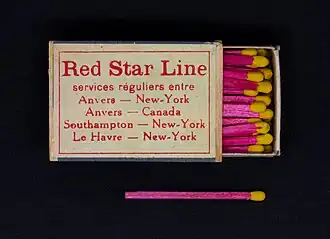 Red Star Line
services réguliers entre
Anvers — New-York
Anvers — Canada
Southampton — New-York
Le Havre — New-York